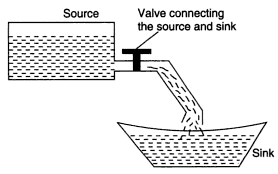 Source
Valve connecting
the source and sink
Sink